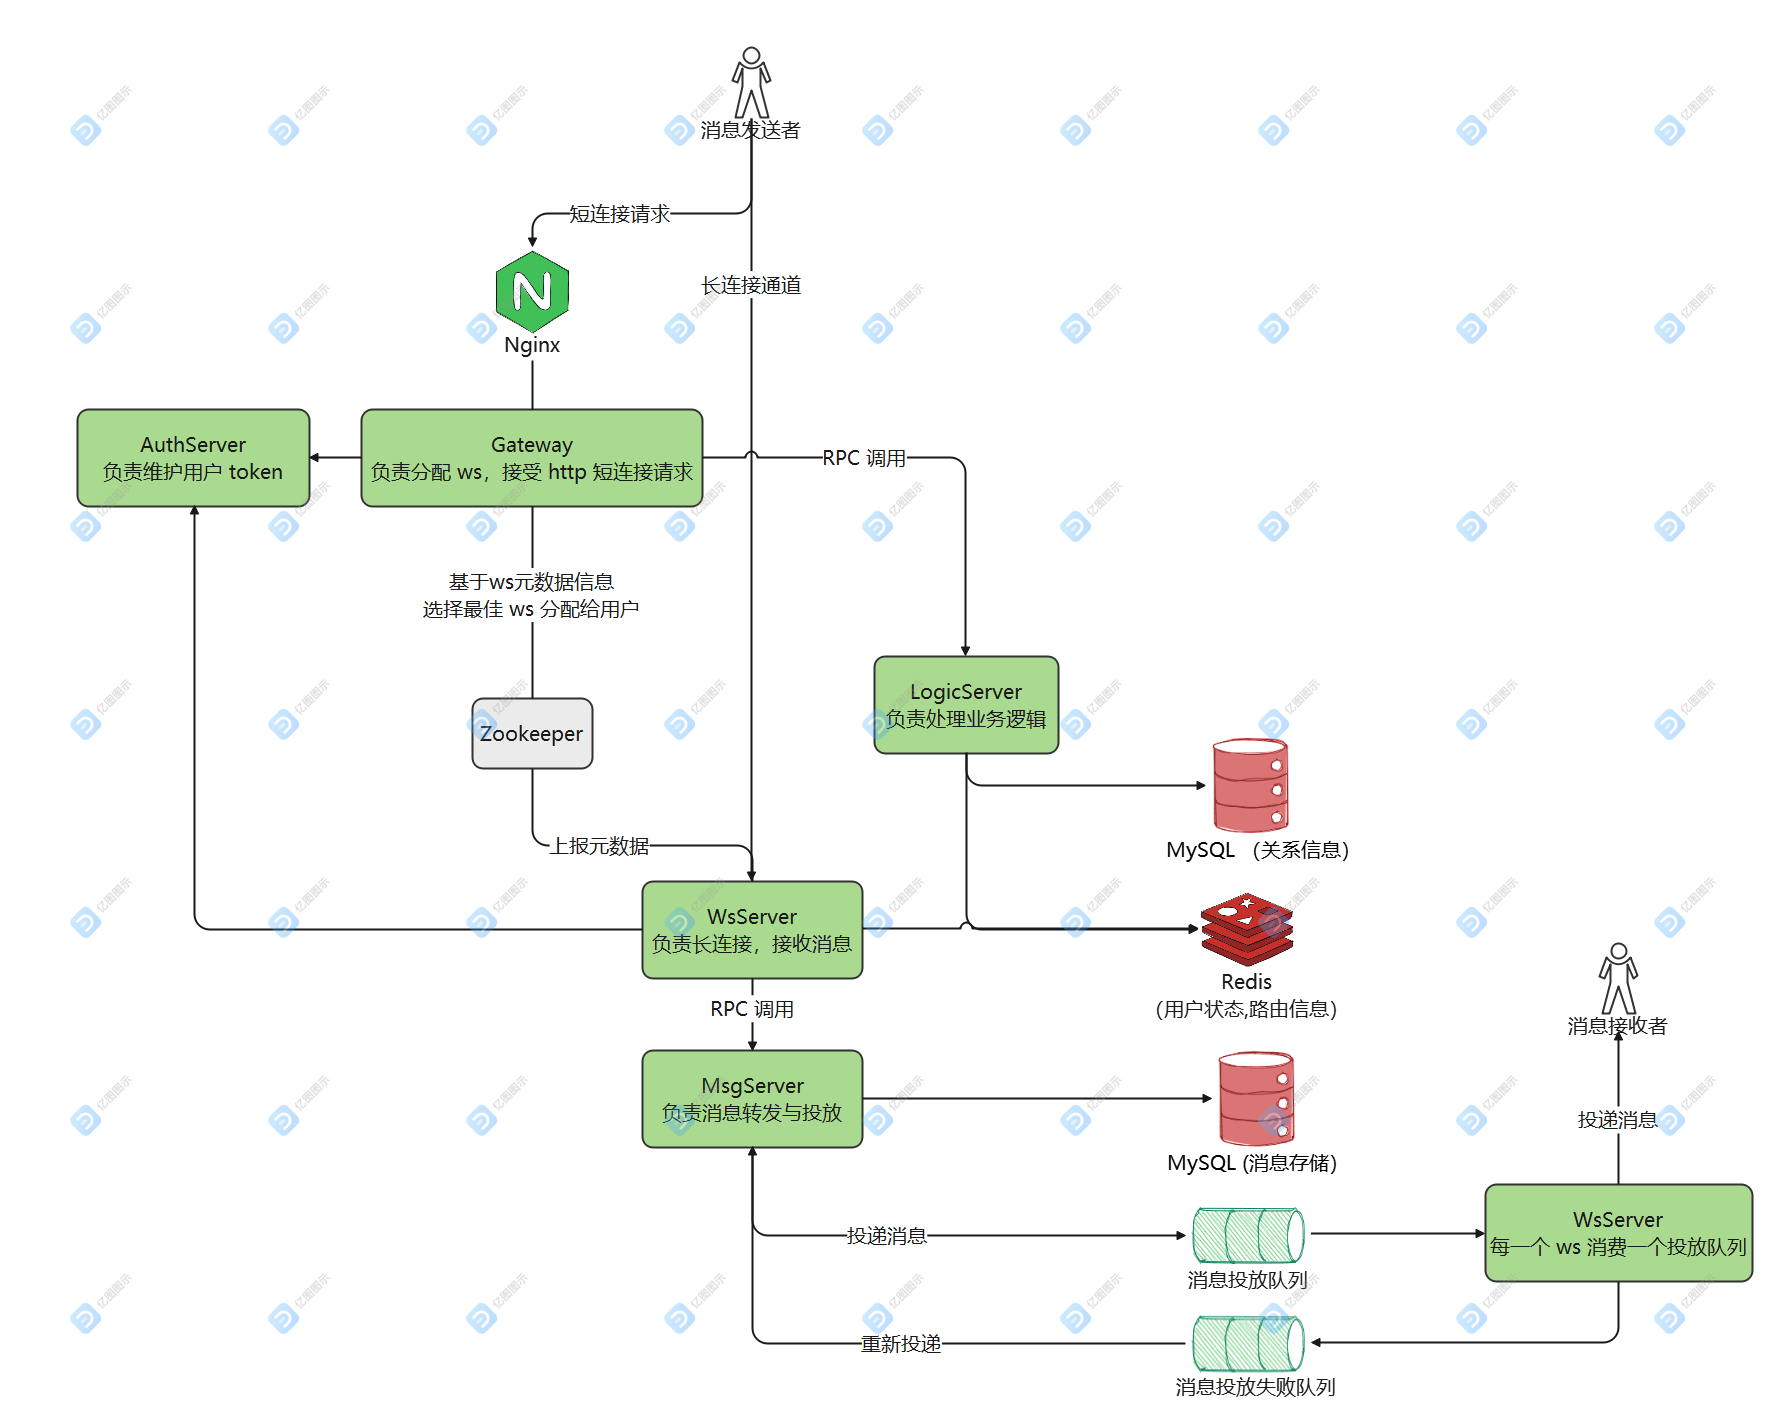 消息发送者
短连接请求
长连接通道
Nginx
AuthServer
负责维护用户 token
Gateway
负责分配 ws，接受 http 短连接请求
RPC 调用
基于ws元数据信息
选择最佳 ws 分配给用户
LogicServer
负责处理业务逻辑
Zookeeper
上报元数据
MySQL （关系信息）
WsServer
负责长连接，接收消息
Redis
（用户状态,路由信息）
RPC 调用
消息接收者
MsgServer
负责消息转发与投放
MySQL (消息存储）
投递消息
投递消息
消息投放队列
WsServer
每一个 ws 消费一个投放队列
重新投递
消息投放失败队列
亿图图示